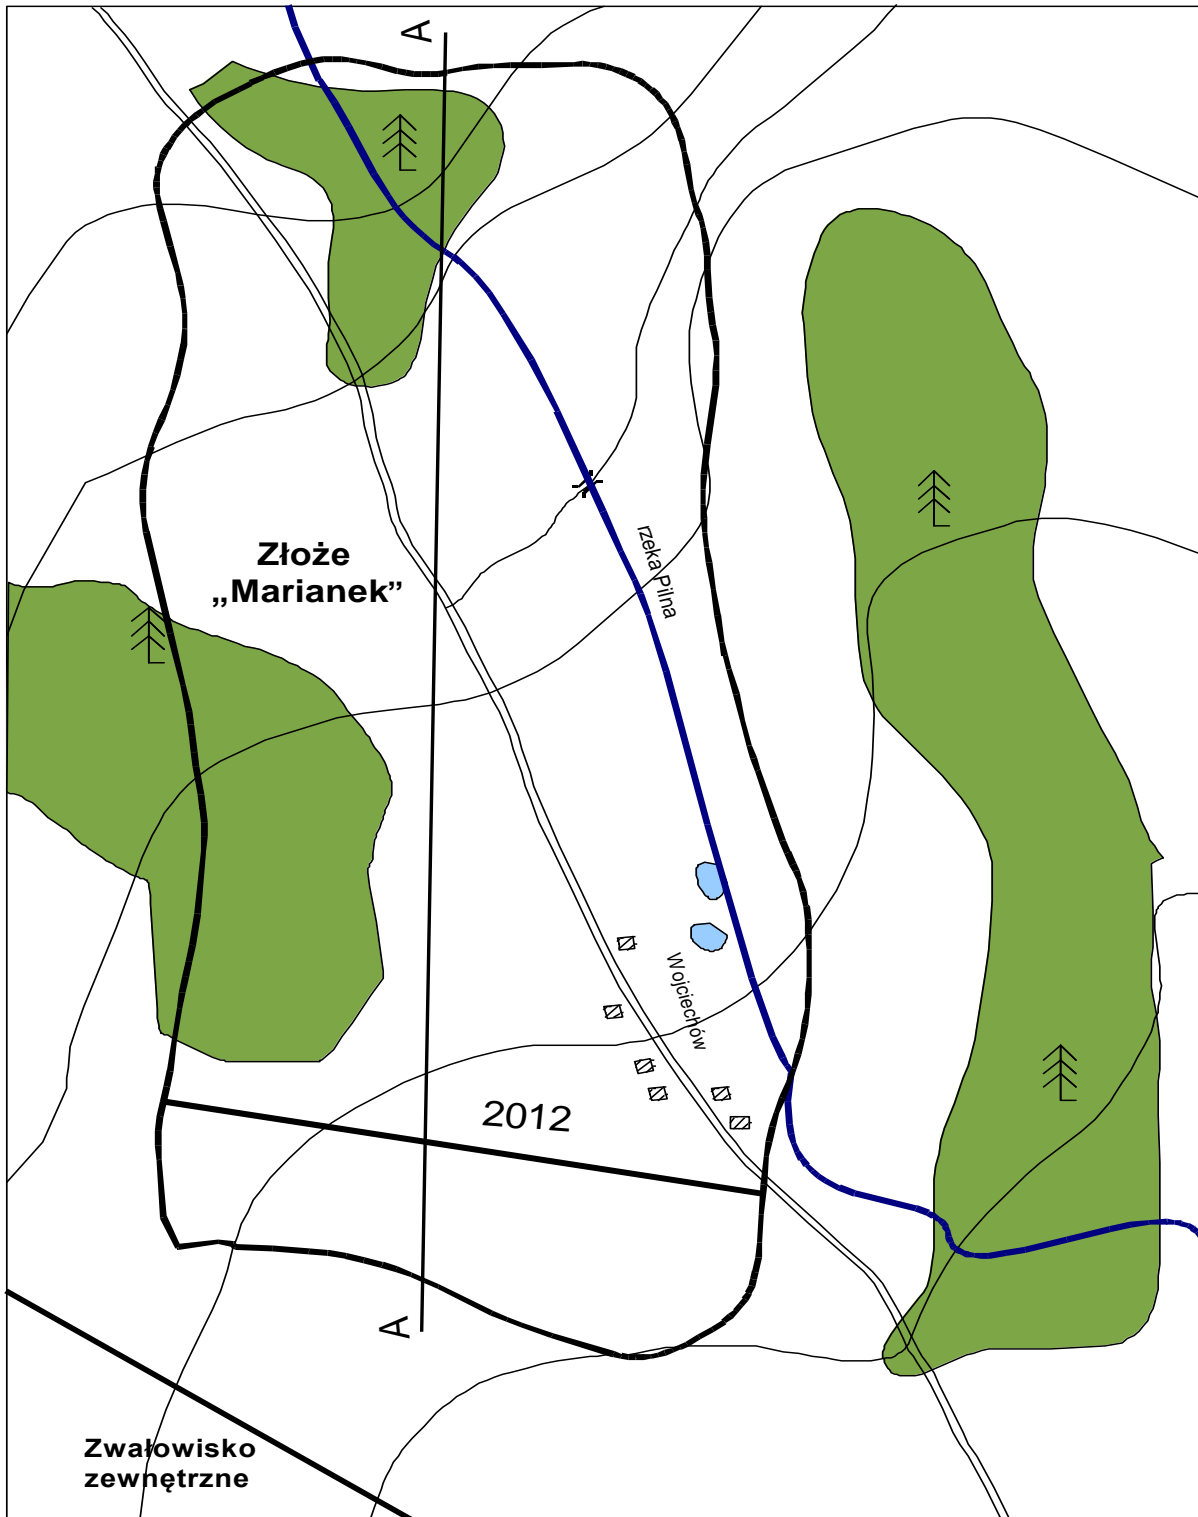 A
Złoże
„Marianek”
rzeka Pilna
Wojciechów
2012
A
Zwałowisko
zewnętrzne